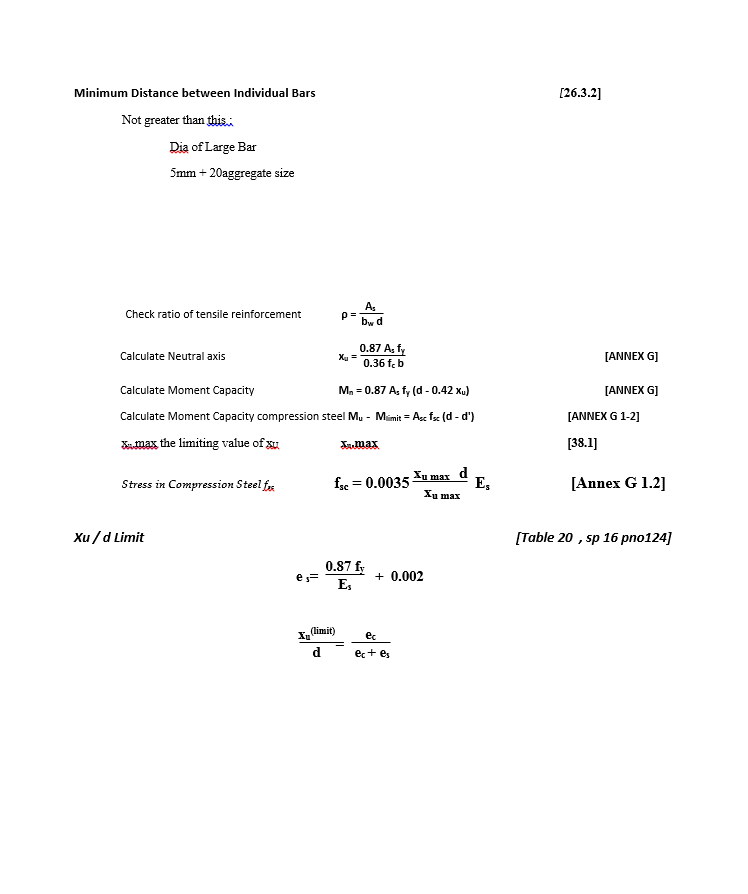 Minimum Distance between Individual Bars [26.3.2]
Not greater than this :
Dia of Large Bar
5mm + 20aggregate size
Check ratio of tensile reinforcement ρ = As / bw d
Calculate Neutral axis xu = 0.87 As fy / 0.36 fc b [ANNEX G]
Calculate Moment Capacity Mn = 0.87 As fy (d - 0.42 xu) [ANNEX G]
Calculate Moment Capacity compression steel Mu - Mlimit = Asc fsc (d - d') [ANNEX G 1-2]
xu,max the limiting value of xU xu,max [38.1]
Stress in Compression Steel fsc fsc = 0.0035 xu max d / xu max Es [Annex G 1.2]
Xu / d Limit [Table 20 , sp 16 pno124]
e s= 0.87 fy / Es + 0.002
xu(limit) / d = ec / ec + es